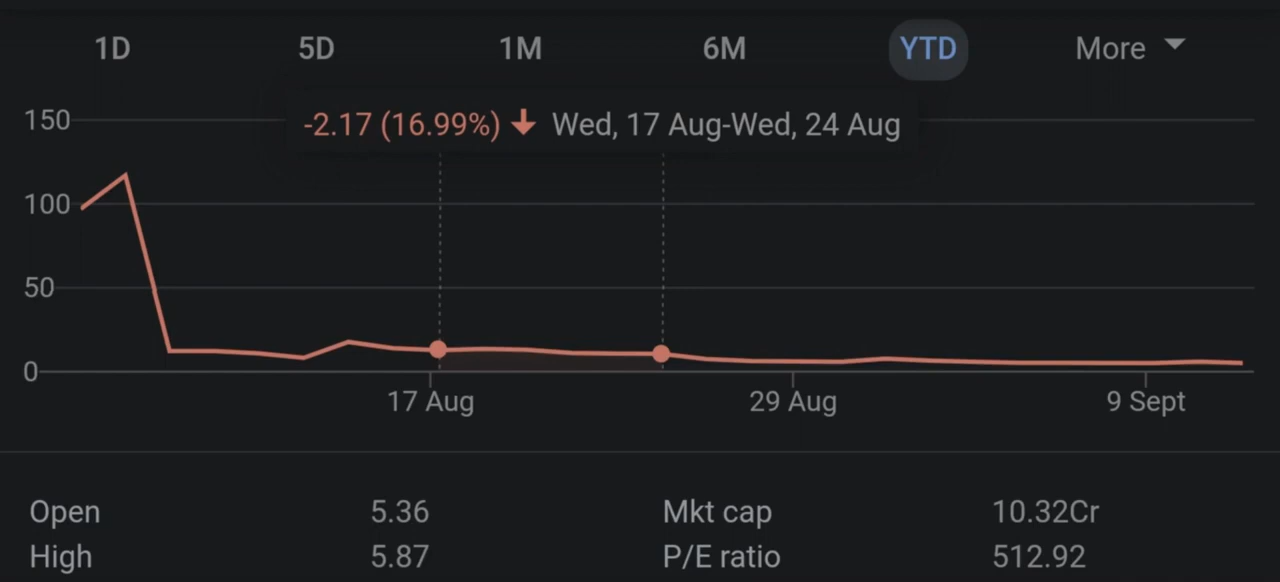 1D 5D 1M 6M YTD More
-2.17 (16.99%) Wed, 17 Aug-Wed, 24 Aug
150
100
50
0
17 Aug 29 Aug 9 Sept
Open 5.36 Mkt cap 10.32Cr
High 5.87 P/E ratio 512.92